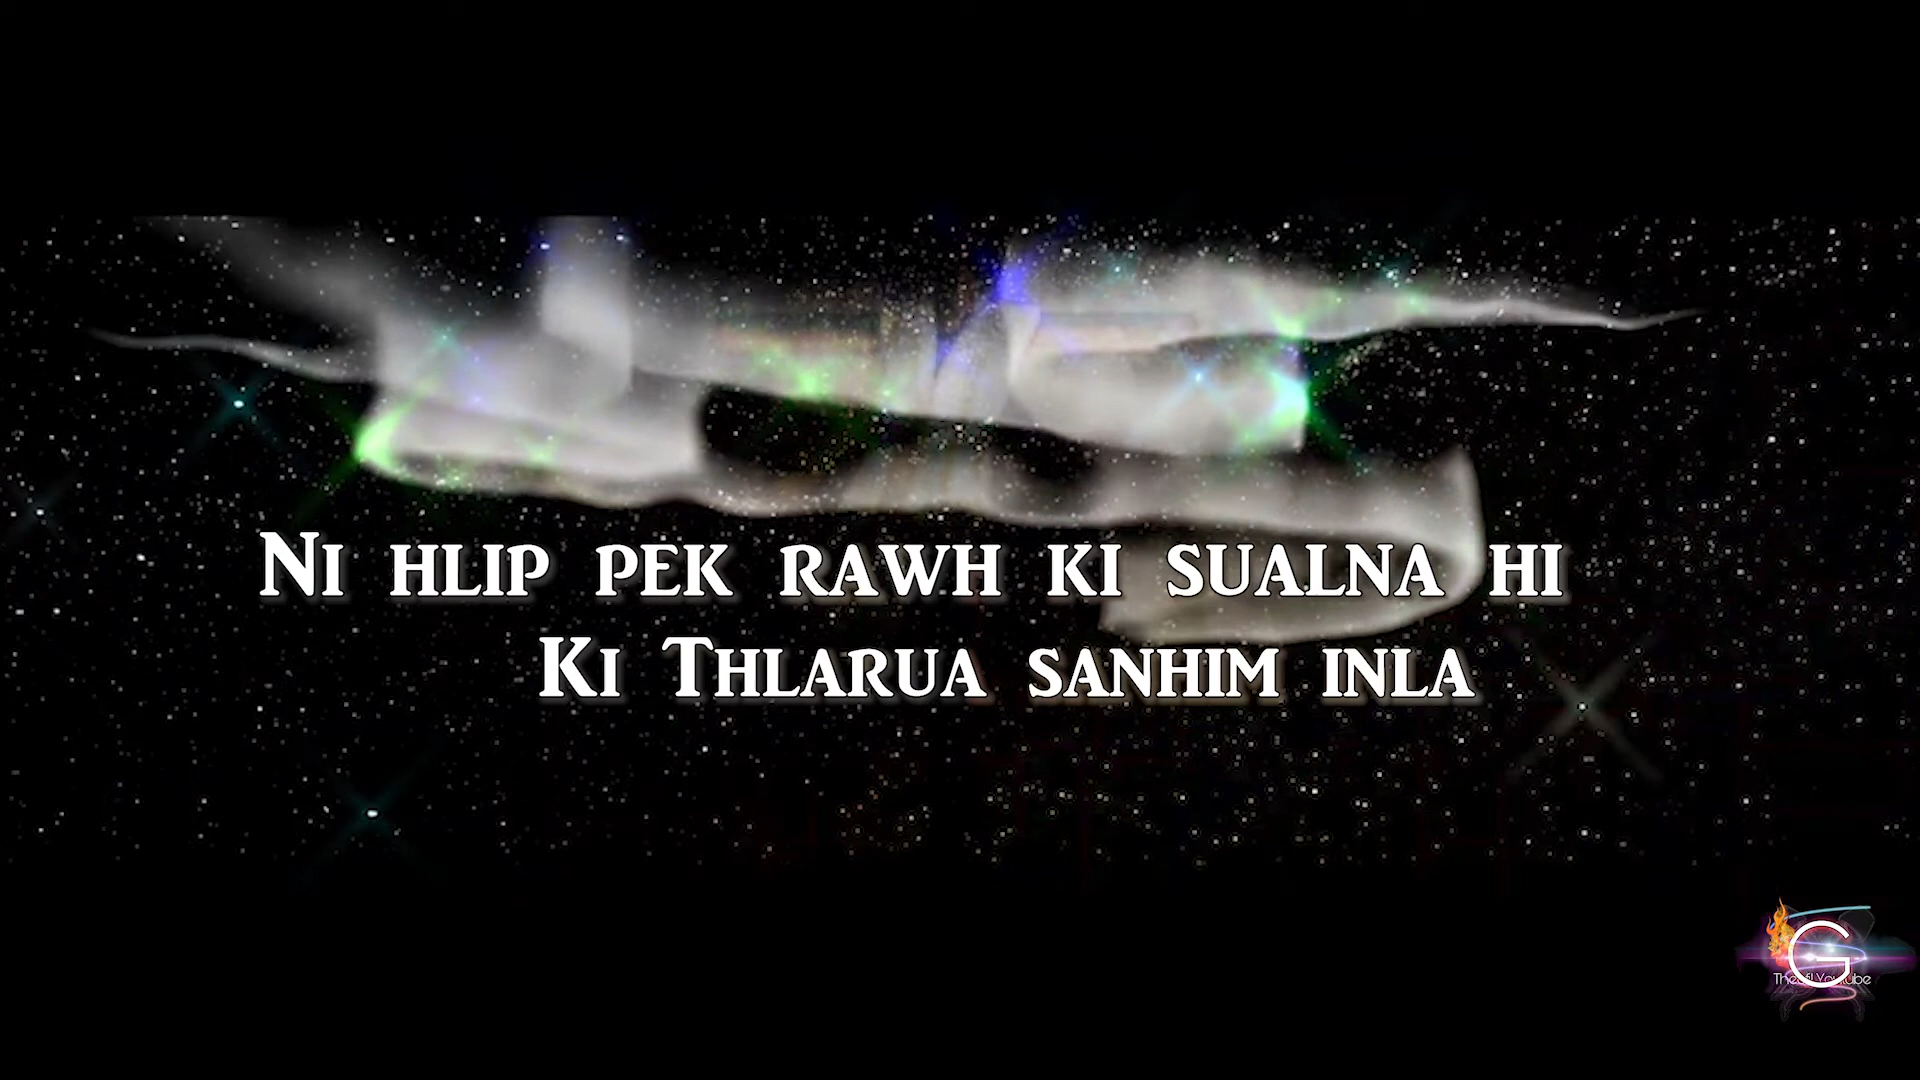 Ni hlip pek rawh ki sualna hi
Ki Thlarua sanhim inla
G